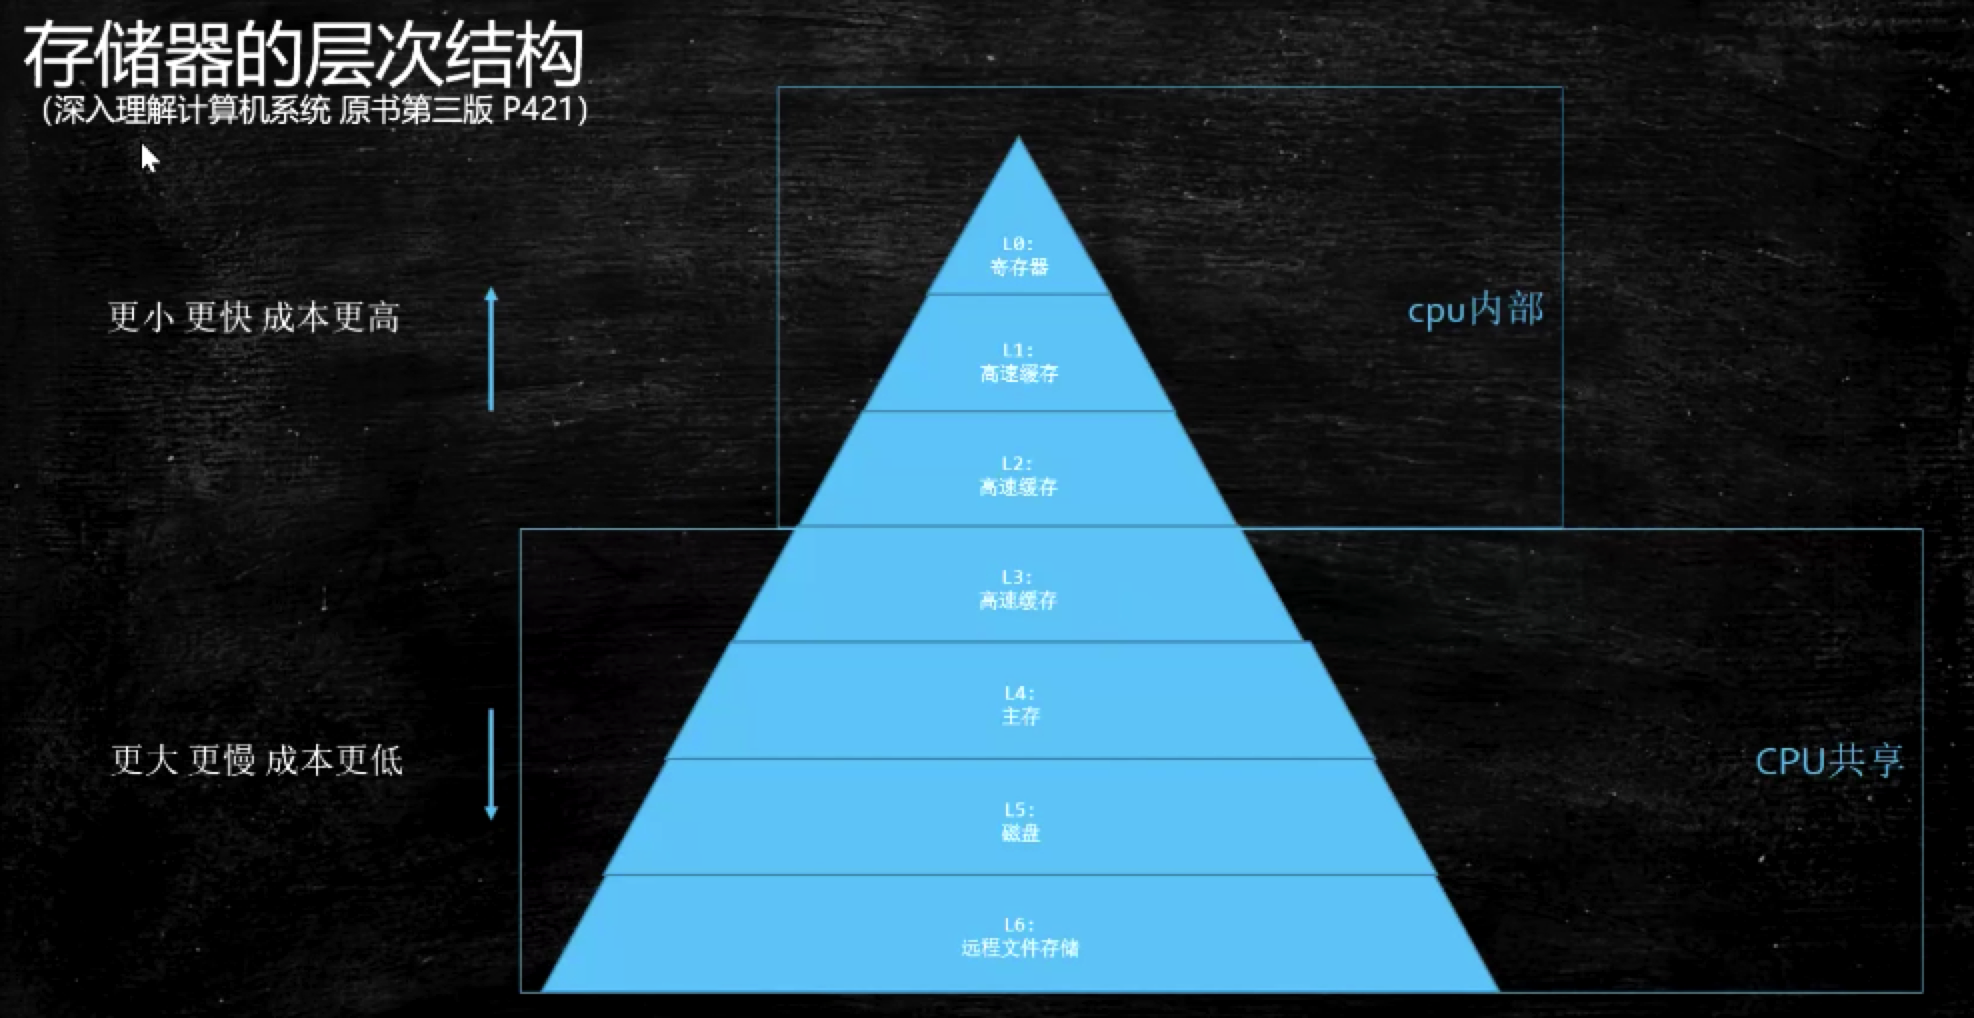 存储器的层次结构
（深入理解计算机系统 原书第三版 P421）
L0:
寄存器
更小 更快 成本更高
cpu内部
L1:
高速缓存
L2:
高速缓存
L3:
高速缓存
L4:
主存
更大 更慢 成本更低
CPU共享
L5:
磁盘
L6:
远程文件存储